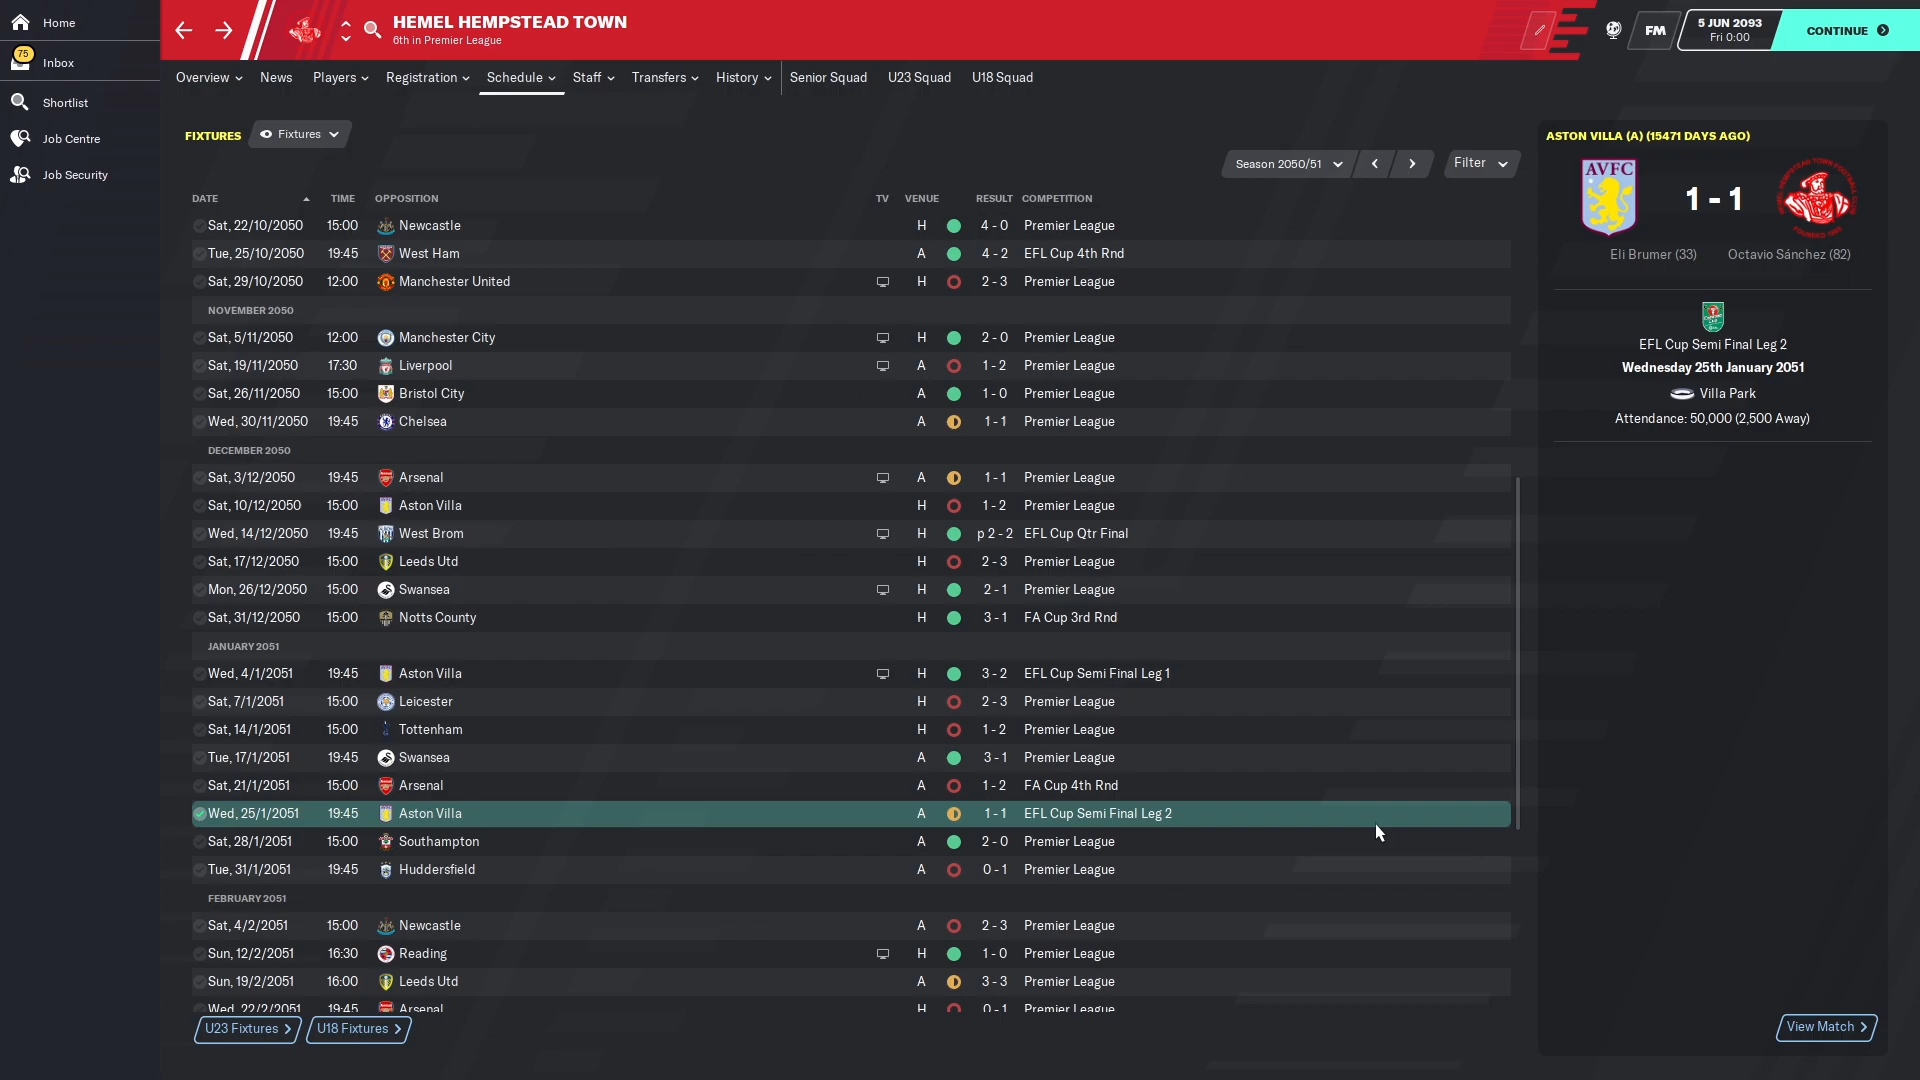 Home
75
Inbox
Shortlist
Job Centre
Job Security
HEMEL HEMPSTEAD TOWN
6th in Premier League
FM
5 JUN 2093
Fri 0:00
CONTINUE
Overview News Players Registration Schedule Staff Transfers History Senior Squad U23 Squad U18 Squad
FIXTURES Fixtures
Season 2050/51 Filter
DATE TIME OPPOSITION TV VENUE RESULT COMPETITION
Sat, 22/10/2050 15:00 Newcastle H 4 - 0 Premier League
Tue, 25/10/2050 19:45 West Ham A 4 - 2 EFL Cup 4th Rnd
Sat, 29/10/2050 12:00 Manchester United H 2 - 3 Premier League
NOVEMBER 2050
Sat, 5/11/2050 12:00 Manchester City H 2 - 0 Premier League
Sat, 19/11/2050 17:30 Liverpool A 1 - 2 Premier League
Sat, 26/11/2050 15:00 Bristol City A 1 - 0 Premier League
Wed, 30/11/2050 19:45 Chelsea A 1 - 1 Premier League
DECEMBER 2050
Sat, 3/12/2050 19:45 Arsenal A 1 - 1 Premier League
Sat, 10/12/2050 15:00 Aston Villa H 1 - 2 Premier League
Wed, 14/12/2050 19:45 West Brom H p 2 - 2 EFL Cup Qtr Final
Sat, 17/12/2050 15:00 Leeds Utd H 2 - 3 Premier League
Mon, 26/12/2050 15:00 Swansea H 2 - 1 Premier League
Sat, 31/12/2050 15:00 Notts County H 3 - 1 FA Cup 3rd Rnd
JANUARY 2051
Wed, 4/1/2051 19:45 Aston Villa H 3 - 2 EFL Cup Semi Final Leg 1
Sat, 7/1/2051 15:00 Leicester H 2 - 3 Premier League
Sat, 14/1/2051 15:00 Tottenham H 1 - 2 Premier League
Tue, 17/1/2051 19:45 Swansea A 3 - 1 Premier League
Sat, 21/1/2051 15:00 Arsenal A 1 - 2 FA Cup 4th Rnd
Wed, 25/1/2051 19:45 Aston Villa A 1 - 1 EFL Cup Semi Final Leg 2
Sat, 28/1/2051 15:00 Southampton A 2 - 0 Premier League
Tue, 31/1/2051 19:45 Huddersfield A 0 - 1 Premier League
FEBRUARY 2051
Sat, 4/2/2051 15:00 Newcastle A 2 - 3 Premier League
Sun, 12/2/2051 16:30 Reading H 1 - 0 Premier League
Sun, 19/2/2051 16:00 Leeds Utd A 3 - 3 Premier League
Wed, 22/2/2051 19:45 Arsenal H 0 - 1 Premier League
U23 Fixtures U18 Fixtures
ASTON VILLA (A) (15471 DAYS AGO)
AVFC
1 - 1
Eli Brumer (33) Octavio Sánchez (82)
EFL Cup Semi Final Leg 2
Wednesday 25th January 2051
Villa Park
Attendance: 50,000 (2,500 Away)
View Match